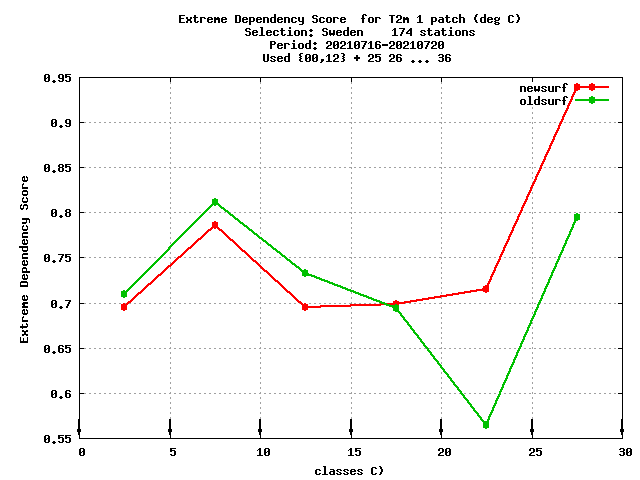 Extreme Dependency Score  for T2m 1 patch (deg C)
Selection: Sweden    174 stations
Period: 20210716-20210720
Used {00,12} + 25 26 ... 36
0.95
0.9
0.85
0.8
0.75
0.7
0.65
0.6
0.55
Extreme Dependency Score
newsurf
oldsurf
0 5 10 15 20 25 30
classes C)